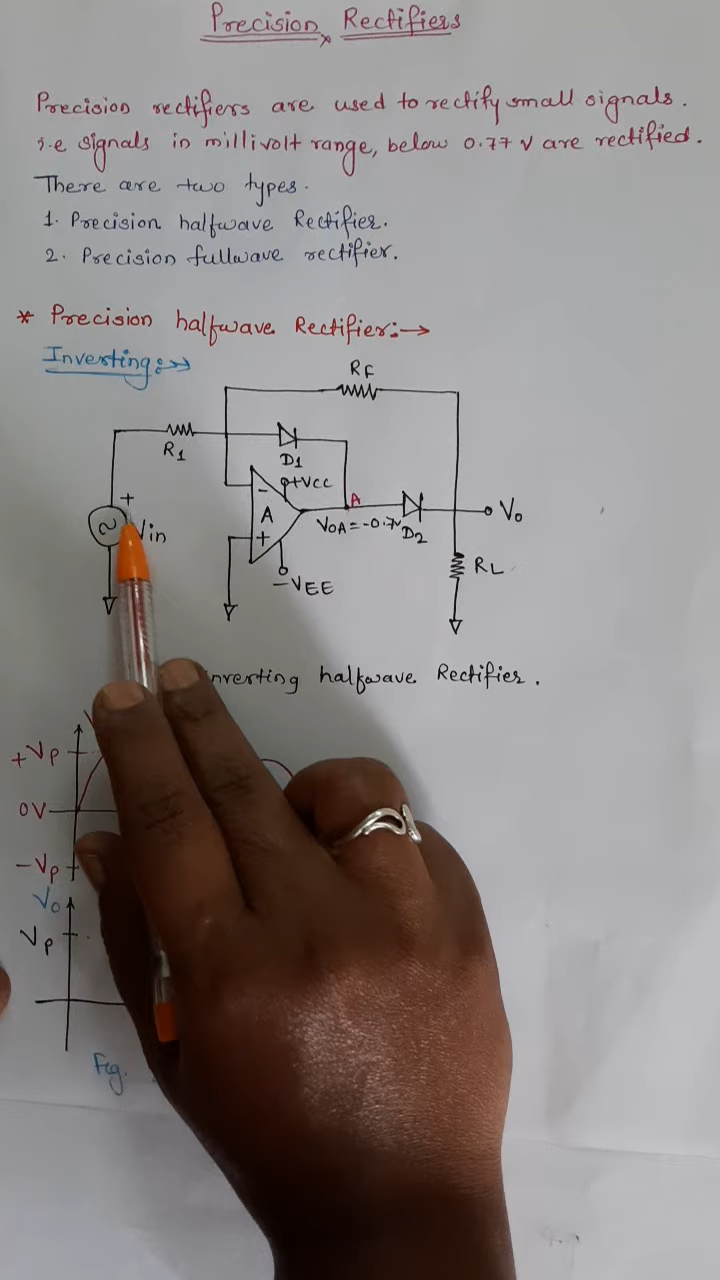 Precision Rectifiers
Precision rectifiers are used to rectify small signals.
i.e signals in millivolt range, below 0.77 V are rectified.
There are two types.
1. Precision halfwave Rectifier.
2. Precision fullwave rectifier.
* Precision halfwave Rectifier:→
Inverting:→
RF
R1
D1
+VCC
A
-
A
+
VOA = -0.7V
D2
Vo
+
Vin
-VEE
RL
inverting halfwave Rectifier.
+Vp
0V
-Vp
Vo
Vp
Fig.